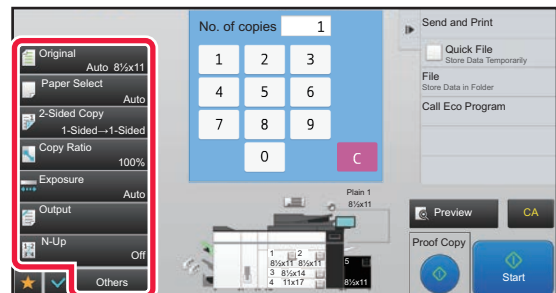 Original
Auto 8½x11
Paper Select
Auto
2-Sided Copy
1-Sided→1-Sided
Copy Ratio
100%
Exposure
Auto
Output
N-Up
Off
Others
No. of copies 1
1 2 3
4 5 6
7 8 9
0 C
Plain 1
8½x11
1 2
8½x11 8½x11
3 8½x14
4 11x17
5
8½x11
Send and Print
Quick File
Store Data Temporarily
File
Store Data in Folder
Call Eco Program
Preview
CA
Proof Copy
Start